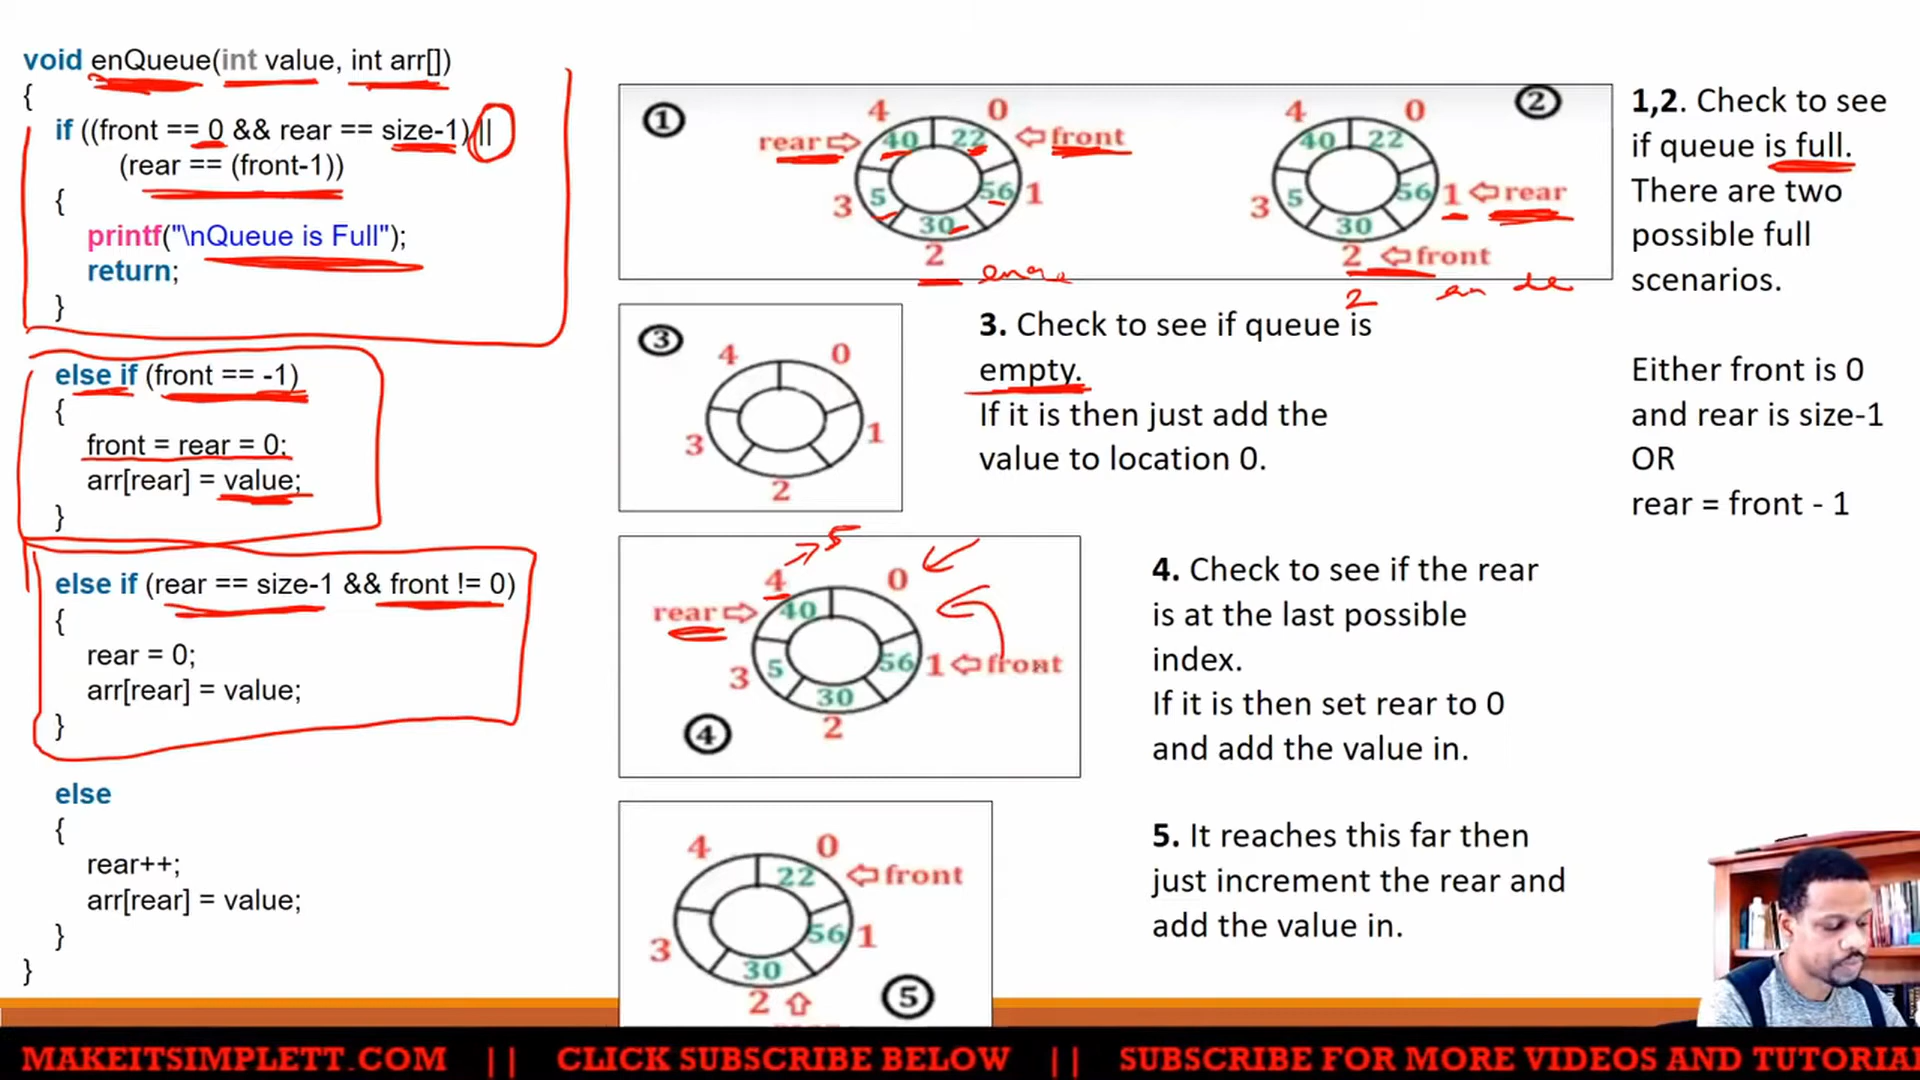 void enQueue(int value, int arr[])
{
if ((front == 0 && rear == size-1) ||
(rear == (front-1))
{
printf("\nQueue is Full");
return;
}
else if (front == -1)
{
front = rear = 0;
arr[rear] = value;
}
else if (rear == size-1 && front != 0)
{
rear = 0;
arr[rear] = value;
}
else
{
rear++;
arr[rear] = value;
}
}
1
4
0
rear
40
22
front
3
5
56
1
30
2
2
4
0
40
22
3
5
56
1
rear
30
2
front
2
en de
1,2. Check to see
if queue is full.
There are two
possible full
scenarios.
Either front is 0
and rear is size-1
OR
rear = front - 1
3
4
0
3
1
2
3. Check to see if queue is
empty.
If it is then just add the
value to location 0.
5
4
0
rear
40
3
5
56
1
front
30
2
4
4. Check to see if the rear
is at the last possible
index.
If it is then set rear to 0
and add the value in.
4
0
22
front
3
56
1
30
2
5
5. It reaches this far then
just increment the rear and
add the value in.
MAKEITSIMPLETT.COM || CLICK SUBSCRIBE BELOW || SUBSCRIBE FOR MORE VIDEOS AND TUTORIA